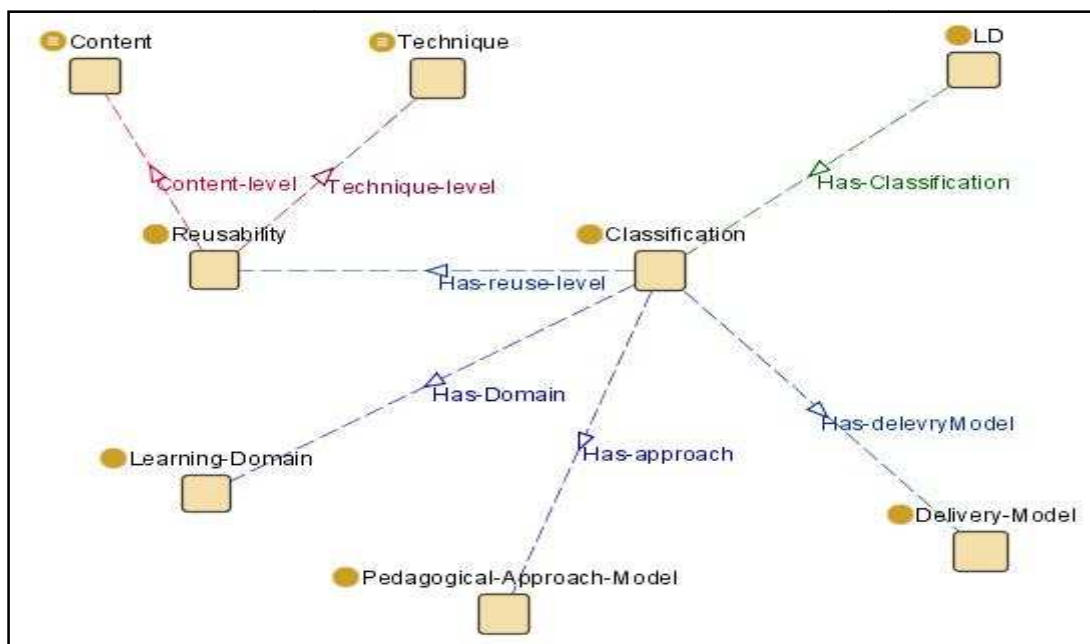 Content
Technique
LD
Content-level
Technique-level
Has-Classification
Reusability
Classification
Has-reuse-level
Has-Domain
Has-delevryModel
Has-approach
Learning-Domain
Delivery-Model
Pedagogical-Approach-Model